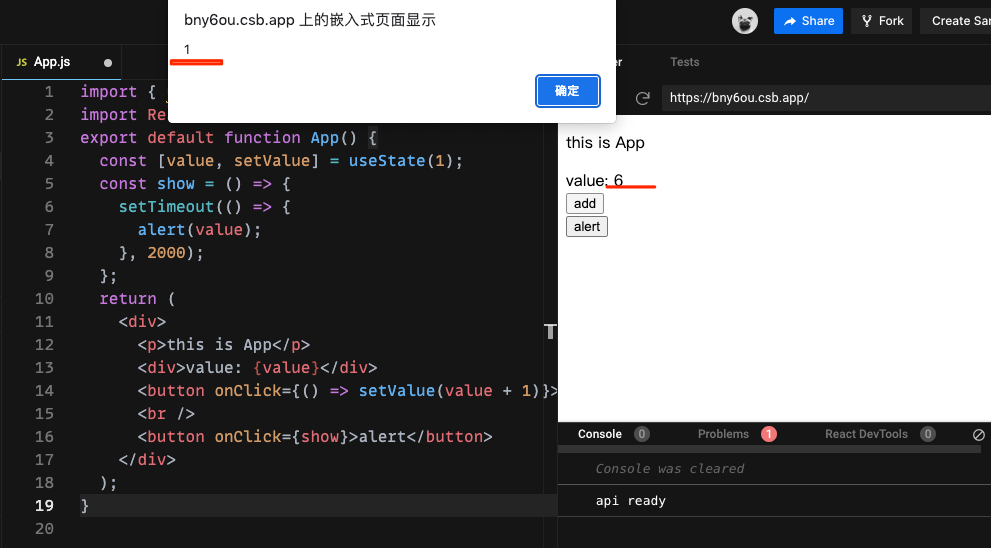 bny6ou.csb.app 上的嵌入式页面显示
1
确定
Share
Fork
Create San
JS App.js
er
Tests
https://bny6ou.csb.app/
1 import {
2 import Re
3 export default function App() {
4 const [value, setValue] = useState(1);
5 const show = () => {
6 setTimeout(() => {
7 alert(value);
8 }, 2000);
9 };
10 return (
11 <div>
12 <p>this is App</p>
13 <div>value: {value}</div>
14 <button onClick={() => setValue(value + 1)}>
15 <br />
16 <button onClick={show}>alert</button>
17 </div>
18 );
19 }
20
this is App
value: 6
add
alert
Console 0
Problems 1
React DevTools 0
Console was cleared
api ready